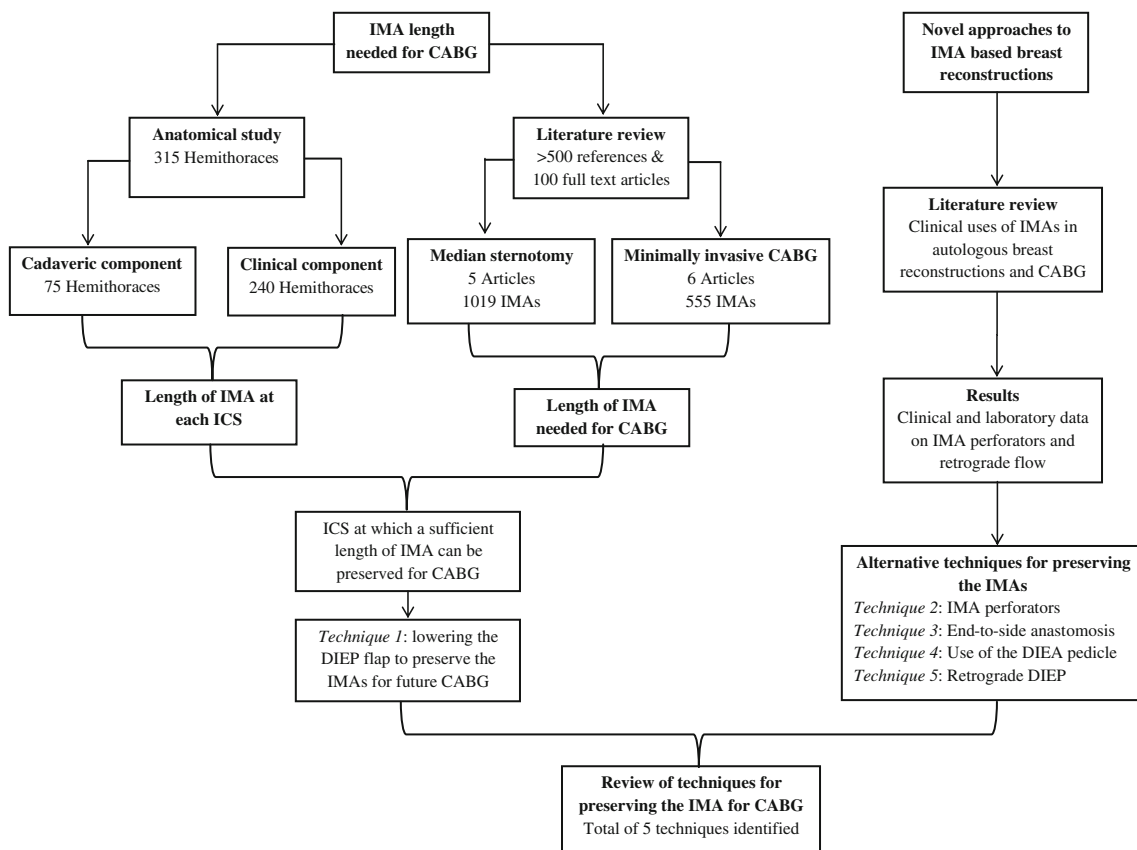 IMA length
needed for CABG
Novel approaches to
IMA based breast
reconstructions
Anatomical study
315 Hemithoraces
Literature review
>500 references &
100 full text articles
Literature review
Clinical uses of IMAs in
autologous breast
reconstructions and CABG
Cadaveric component
75 Hemithoraces
Clinical component
240 Hemithoraces
Median sternotomy
5 Articles
1019 IMAs
Minimally invasive CABG
6 Articles
555 IMAs
Length of IMA at
each ICS
Length of IMA
needed for CABG
Results
Clinical and laboratory data
on IMA perforators and
retrograde flow
ICS at which a sufficient
length of IMA can be
preserved for CABG
Technique 1: lowering the
DIEP flap to preserve the
IMAs for future CABG
Alternative techniques for preserving
the IMAs
Technique 2: IMA perforators
Technique 3: End-to-side anastomosis
Technique 4: Use of the DIEA pedicle
Technique 5: Retrograde DIEP
Review of techniques for
preserving the IMA for CABG
Total of 5 techniques identified